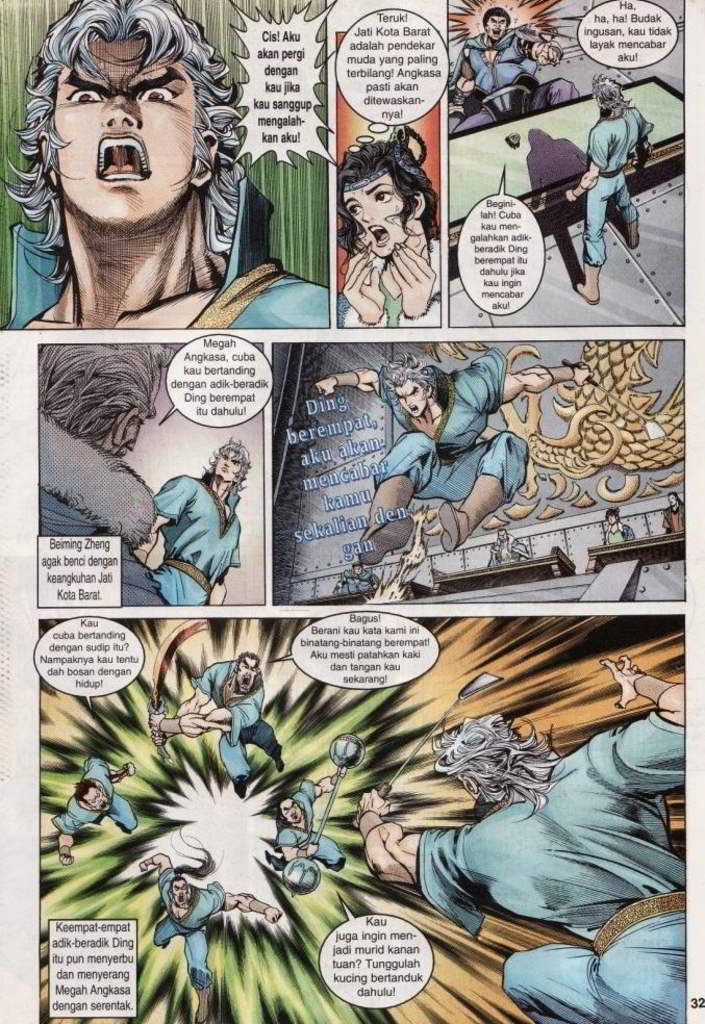 Cis! Aku
akan pergi
dengan
kau jika
kau sanggup
mengalah-
kan aku!
Teruk!
Jati Kota Barat
adalah pendekar
muda yang paling
terbilang! Angkasa
pasti akan
ditewaskan-
nya!
Ha,
ha, ha! Budak
ingusan, kau tidak
layak mencabar
aku!
Begini-
lah! Cuba
kau men-
galahkan adik-
beradik Ding
berempat itu
dahulu jika
kau ingin
mencabar
aku!
Megah
Angkasa, cuba
kau bertanding
dengan adik-beradik
Ding berempat
itu dahulu!
Beiming Zheng
agak benci dengan
keangkuhan Jati
Kota Barat.
Ding
berempat,
aku akan
mencabar
kamu
sekalian den-
gan
Kau
cuba bertanding
dengan sudip itu?
Nampaknya kau tentu
dah bosan dengan
hidup!
Bagus!
Berani kau kata kami ini
binatang-binatang berempat!
Aku mesti patahkan kaki
dan tangan kau
sekarang!
Keempat-empat
adik-beradik Ding
itu pun menyerbu
dan menyerang
Megah Angkasa
dengan serentak.
Kau
juga ingin men-
jadi murid kanan
tuan? Tunggulah
kucing bertanduk
dahulu!
32